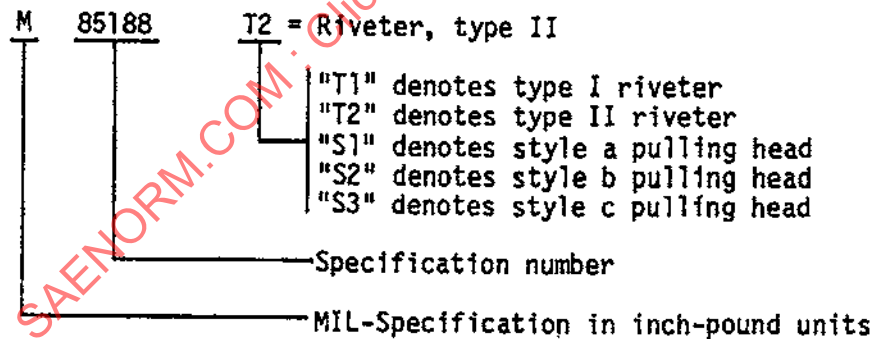 M 85188 T2 = Riveter, type II
"T1" denotes type I riveter
"T2" denotes type II riveter
"S1" denotes style a pulling head
"S2" denotes style b pulling head
"S3" denotes style c pulling head
Specification number
MIL-Specification in inch-pound units
SAENORM.COM : Clic